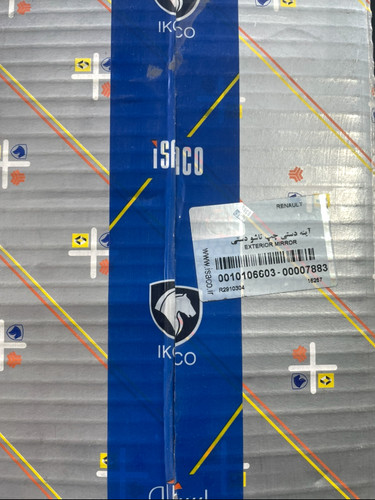 IKCO
isaco
RENAULT
آینه دستی چپ تاشو دستی
EXTERIOR MIRROR
www.isaco.ir
0010106603-00007883
R2910304
16267
IKCO